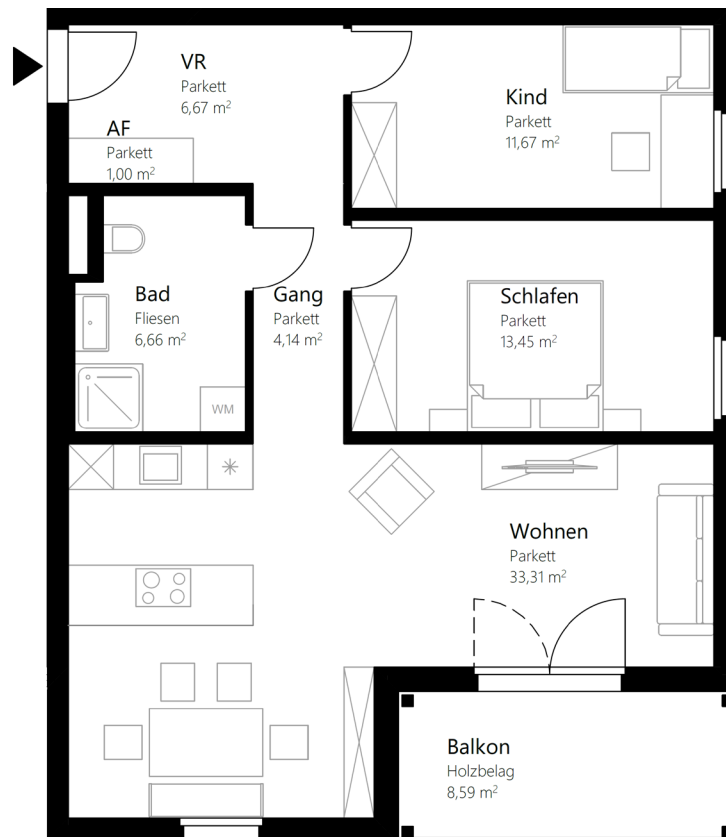 VR
Parkett
6,67 m²
AF
Parkett
1,00 m²
Kind
Parkett
11,67 m²
Bad
Fliesen
6,66 m²
Gang
Parkett
4,14 m²
Schlafen
Parkett
13,45 m²
WM
Wohnen
Parkett
33,31 m²
Balkon
Holzbelag
8,59 m²